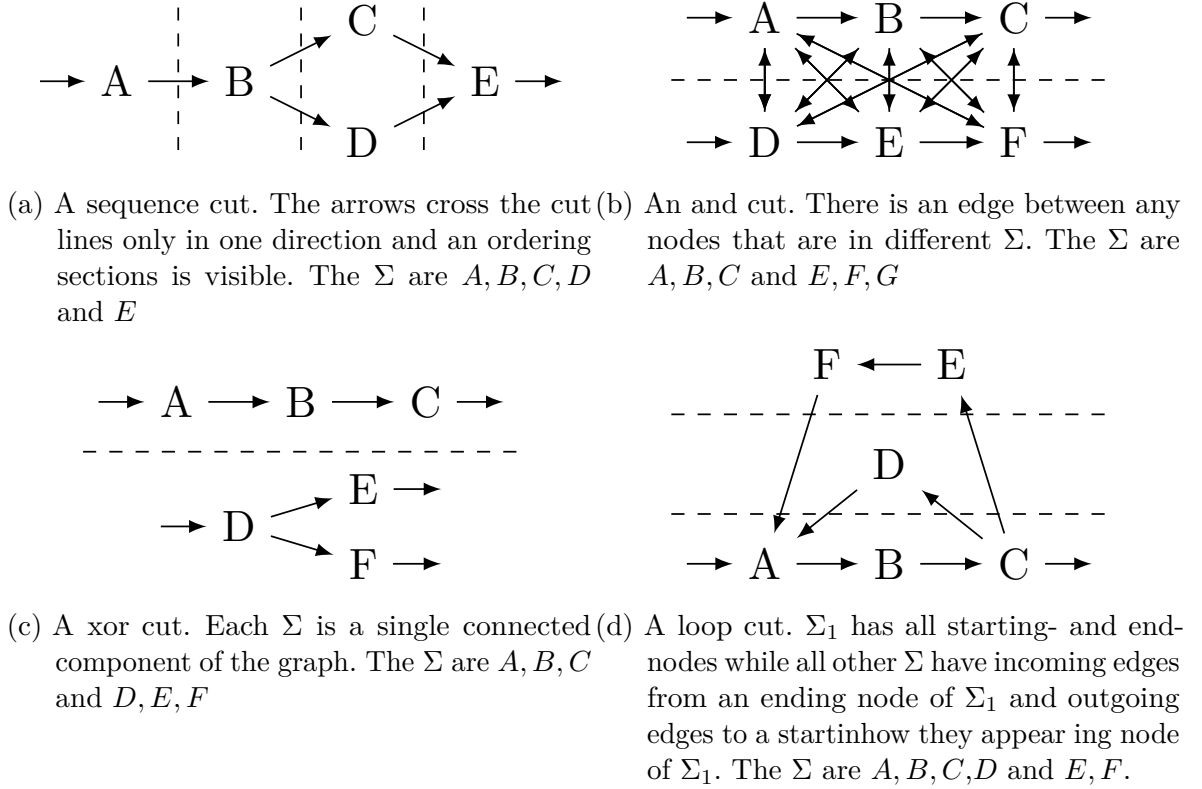 C
A B E
D
A B C
D E F
(a) A sequence cut. The arrows cross the cut
lines only in one direction and an ordering
sections is visible. The Σ are A, B, C, D
and E
(b) An and cut. There is an edge between any
nodes that are in different Σ. The Σ are
A, B, C and E, F, G
A B C
E
D
F
F E
D
A B C
(c) A xor cut. Each Σ is a single connected
component of the graph. The Σ are A, B, C
and D, E, F
(d) A loop cut. Σ₁ has all starting- and end-
nodes while all other Σ have incoming edges
from an ending node of Σ₁ and outgoing
edges to a startinhow they appear ing node
of Σ₁. The Σ are A, B, C,D and E, F.